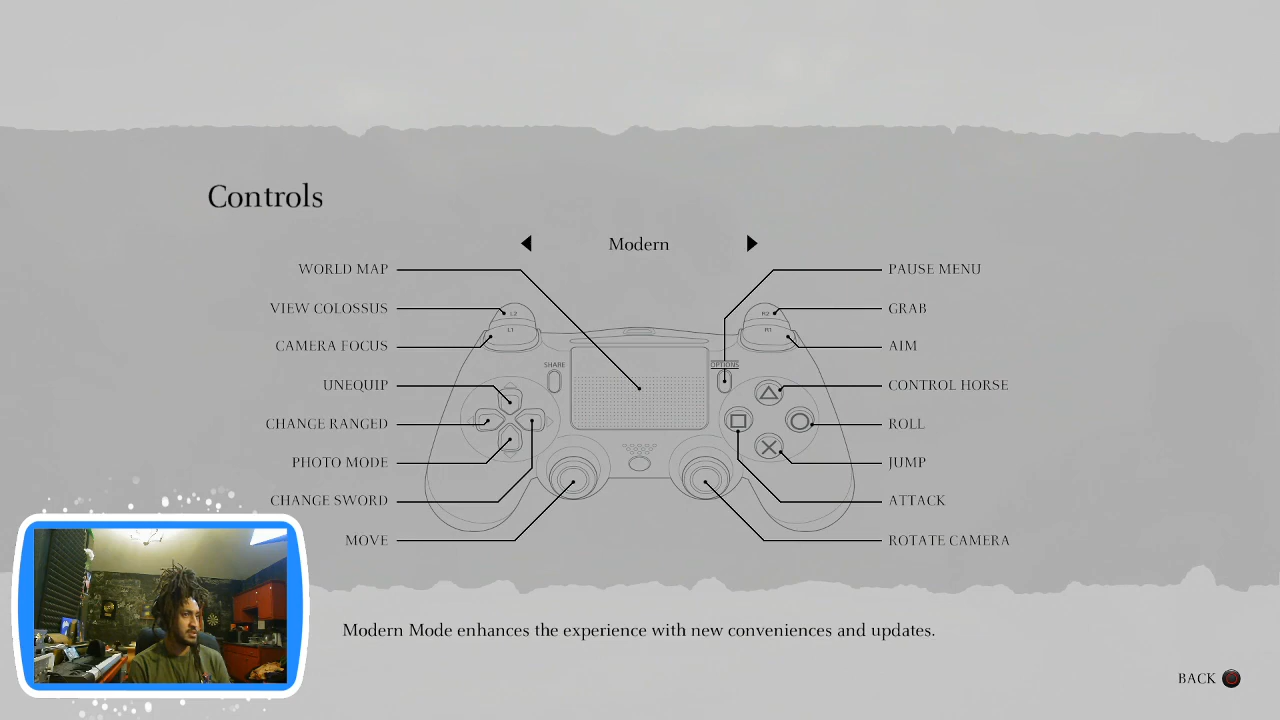 Controls
Modern
WORLD MAP
PAUSE MENU
VIEW COLOSSUS
L2
R2
GRAB
CAMERA FOCUS
L1
R1
AIM
SHARE
OPTIONS
UNEQUIP
CONTROL HORSE
CHANGE RANGED
ROLL
PHOTO MODE
JUMP
CHANGE SWORD
ATTACK
MOVE
ROTATE CAMERA
Modern Mode enhances the experience with new conveniences and updates.
BACK